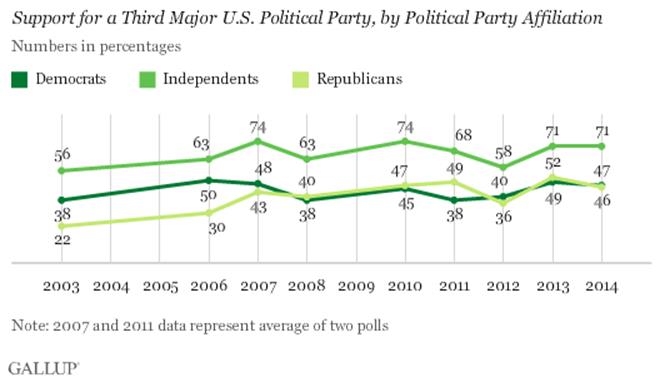 Support for a Third Major U.S. Political Party, by Political Party Affiliation
Numbers in percentages
Democrats Independents Republicans
56 63 74 63 74 68 58 71 71
38 50 48 38 45 38 40 49 47
22 30 43 40 47 49 36 52 46
2003 2004 2005 2006 2007 2008 2009 2010 2011 2012 2013 2014
Note: 2007 and 2011 data represent average of two polls
GALLUP®